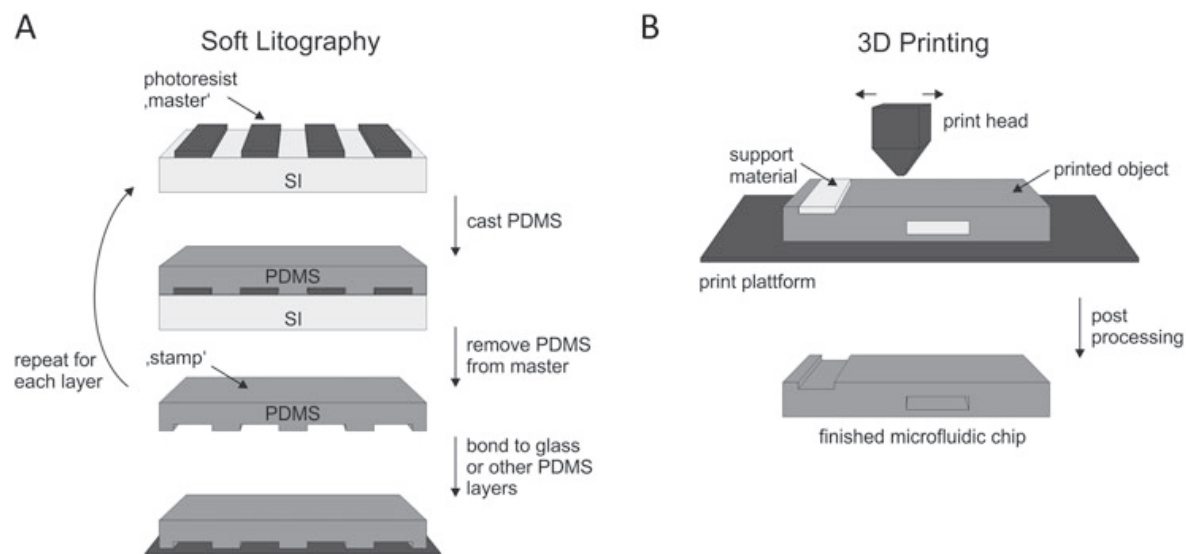 A
Soft Litography
photoresist
‚master‘
SI
cast PDMS
PDMS
SI
remove PDMS
from master
repeat for
each layer
‚stamp‘
PDMS
bond to glass
or other PDMS
layers
B
3D Printing
print head
support
material
printed object
print plattform
post
processing
finished microfluidic chip